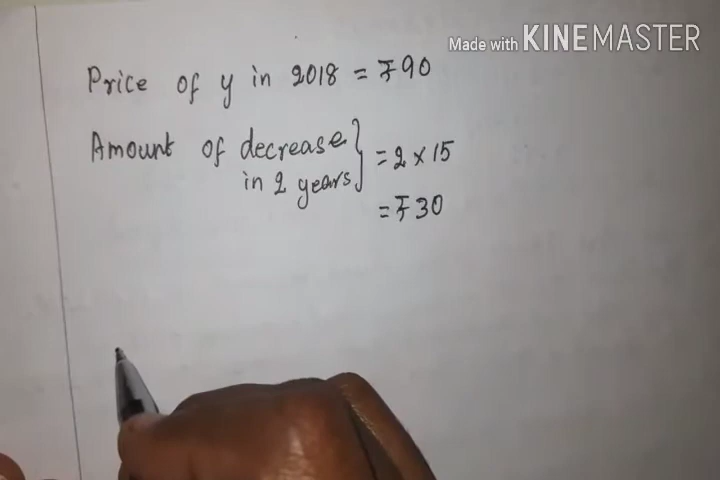 Made with KINEMASTER
Price of y in 2018 = ₹90
Amount of decrease } = 2 × 15
in 2 years
= ₹30